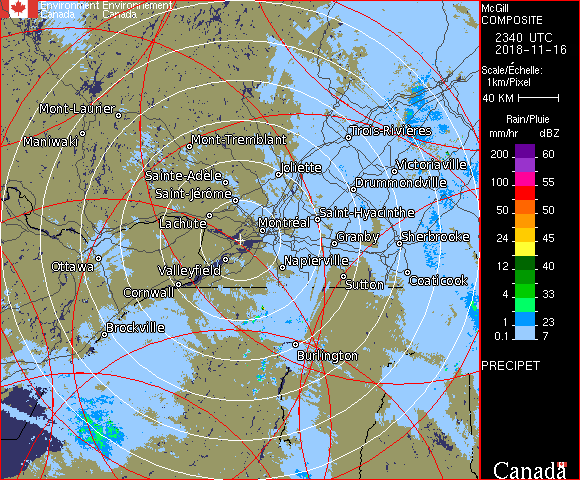 Environment Environnement
Canada Canada
McGill
COMPOSITE
2340 UTC
2018-11-16
Scale/Échelle:
1km/Pixel
40 KM
Rain/Pluie
mm/hr dBZ
200 60
100 55
50 50
24 45
12 40
4 33
1 23
0.1 7
PRECIPET
Canada
Mont-Laurier
Maniwaki
Mont-Tremblant
Trois-Rivières
Joliette
Victoriaville
Sainte-Adèle
Drummondville
Saint-Jérôme
Lachute
Saint-Hyacinthe
Montréal
Granby
Sherbrooke
Ottawa
Valleyfield
Napierville
Cornwall
Sutton
Coaticook
Brockville
Burlington